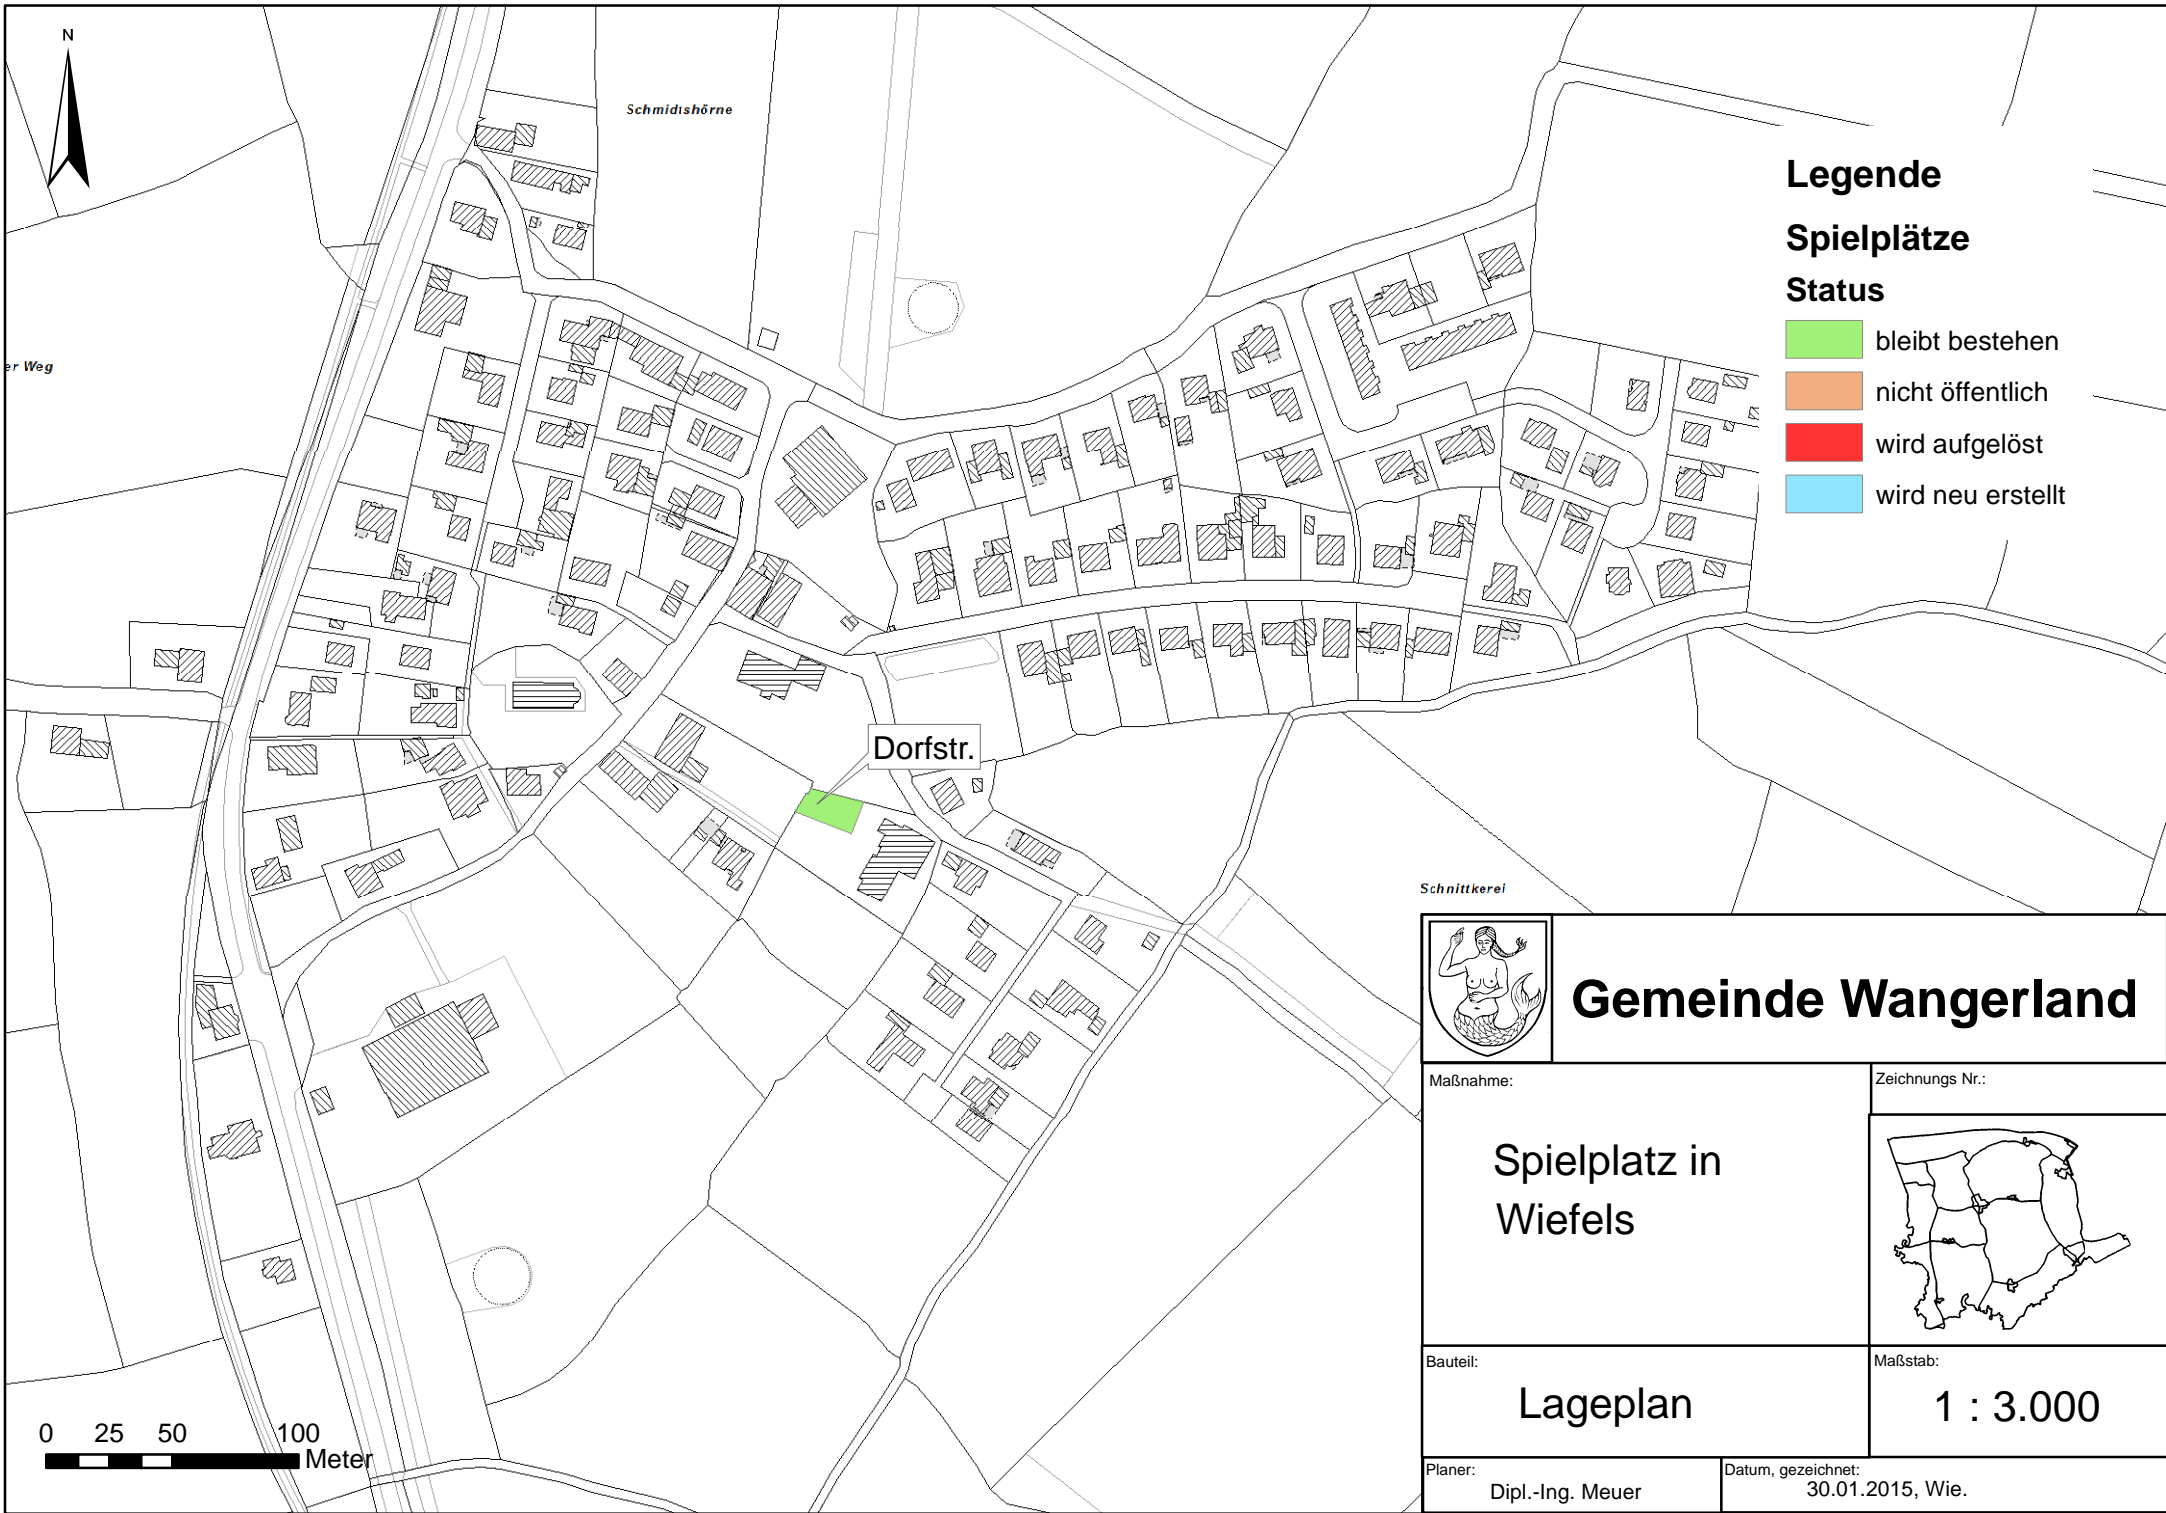 N
Schmidtshörne
er Weg
Legende
Spielplätze
Status
bleibt bestehen
nicht öffentlich
wird aufgelöst
wird neu erstellt
Dorfstr.
Schnittkerei
Gemeinde Wangerland
Maßnahme:
Zeichnungs Nr.:
Spielplatz in
Wiefels
Bauteil:
Lageplan
Maßstab:
1 : 3.000
Planer:
Dipl.-Ing. Meuer
Datum, gezeichnet:
30.01.2015, Wie.
0 25 50 100
Meter